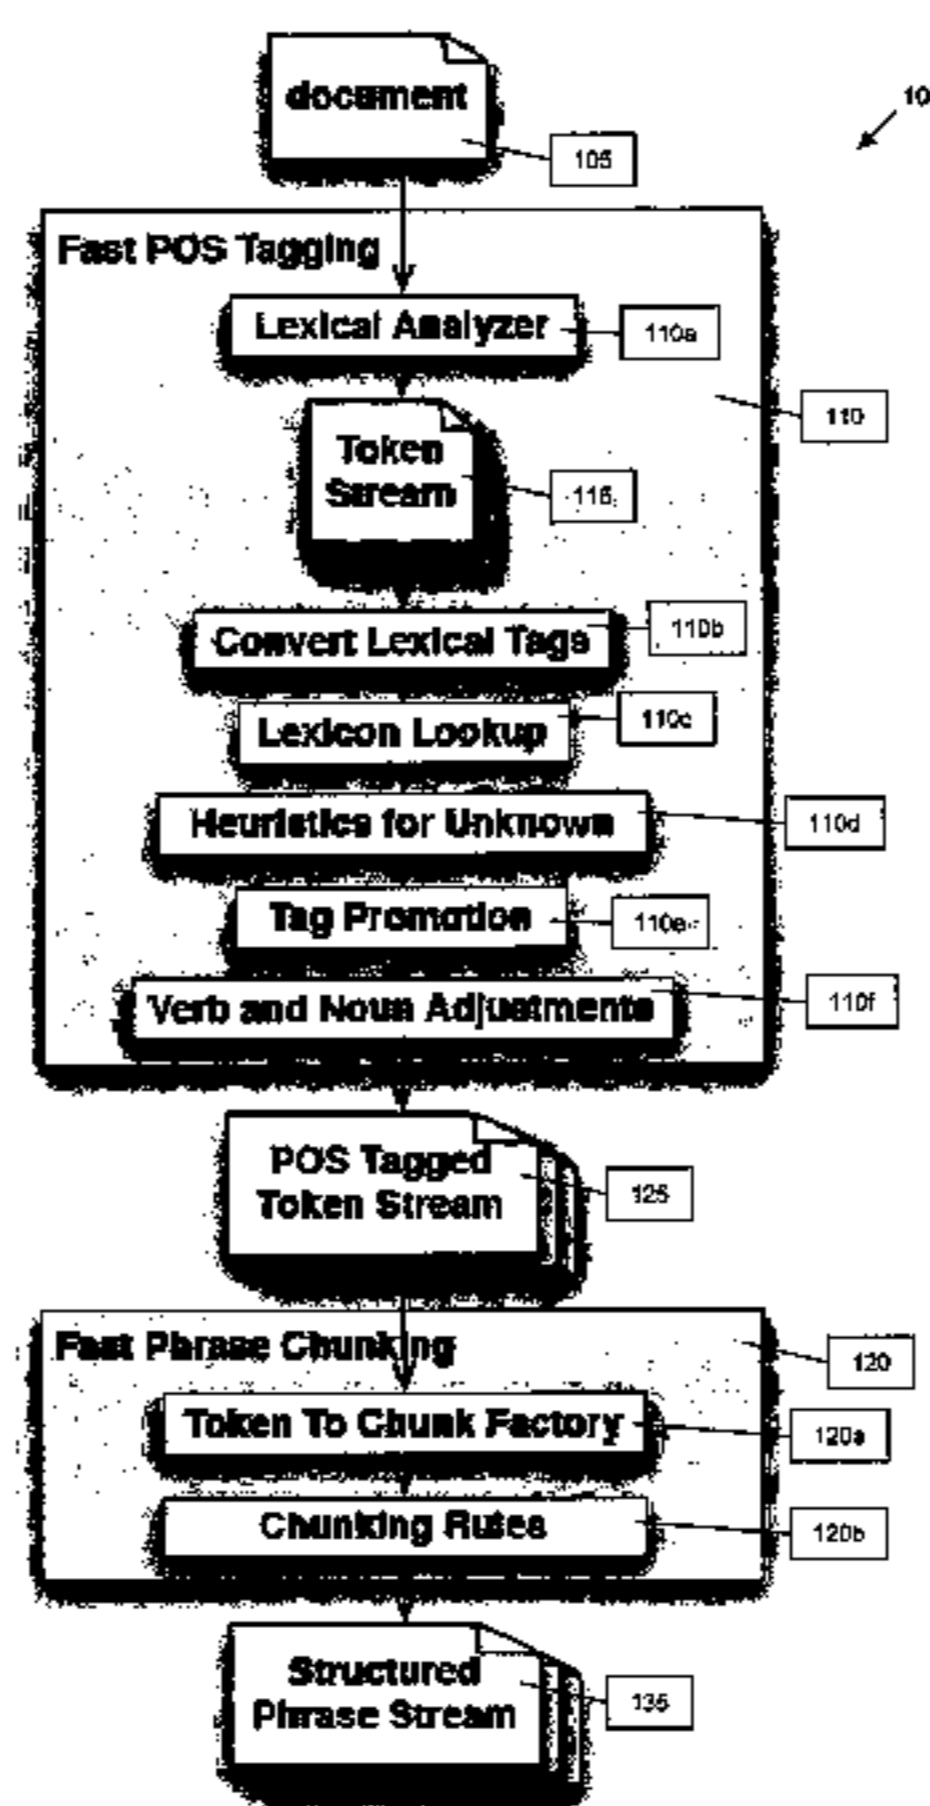 document
10
105
Fast POS Tagging
Lexical Analyzer
110a
110
Token
Stream
115
Convert Lexical Tags
110b
Lexicon Lookup
110c
Heuristics for Unknown
110d
Tag Promotion
110e
Verb and Noun Adjustments
110f
POS Tagged
Token Stream
125
Fast Phrase Chunking
120
Token To Chunk Factory
120a
Chunking Rules
120b
Structured
Phrase Stream
135